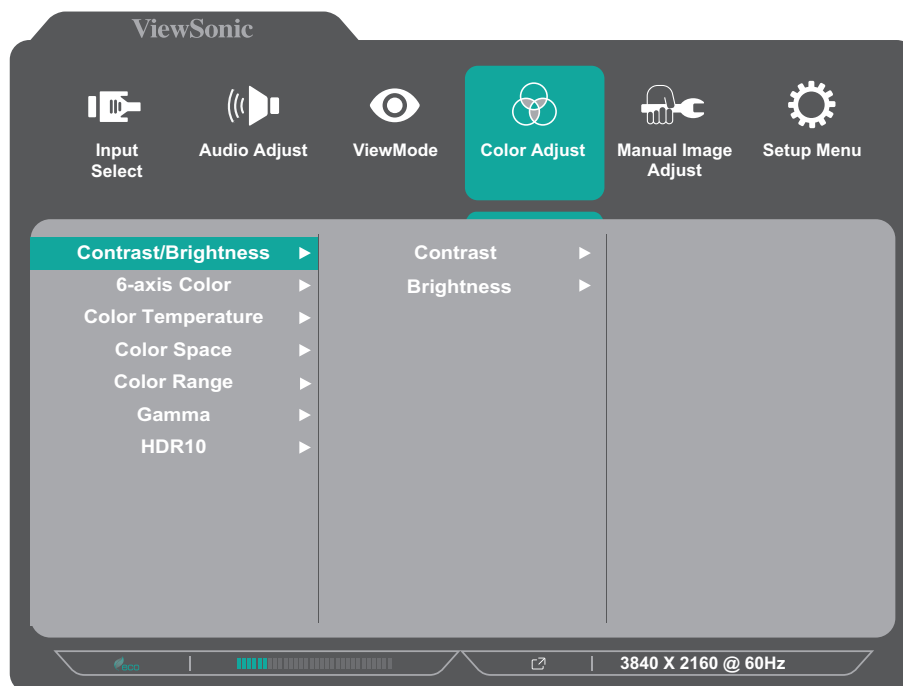 ViewSonic
Input Select
Audio Adjust
ViewMode
Color Adjust
Manual Image Adjust
Setup Menu
Contrast/Brightness
6-axis Color
Color Temperature
Color Space
Color Range
Gamma
HDR10
Contrast
Brightness
eco
3840 X 2160 @ 60Hz